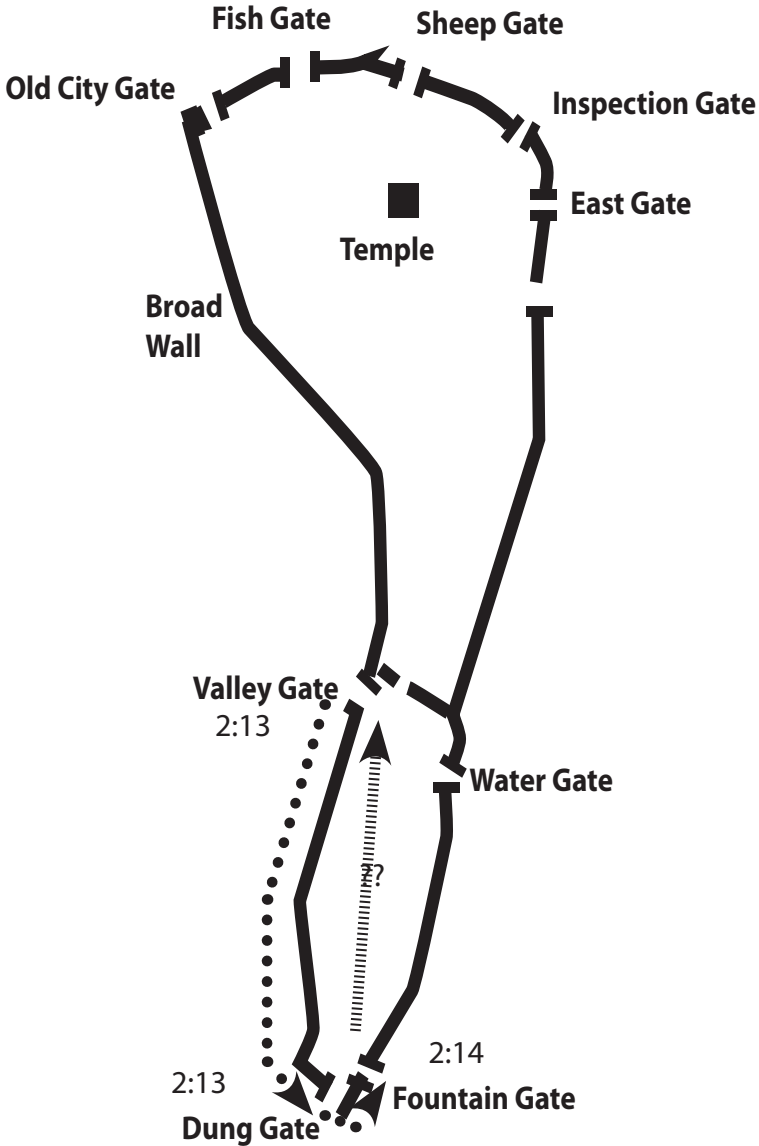 Fish Gate
Sheep Gate
Old City Gate
Inspection Gate
East Gate
Temple
Broad
Wall
Valley Gate
2:13
Water Gate
??
2:14
2:13
Fountain Gate
Dung Gate